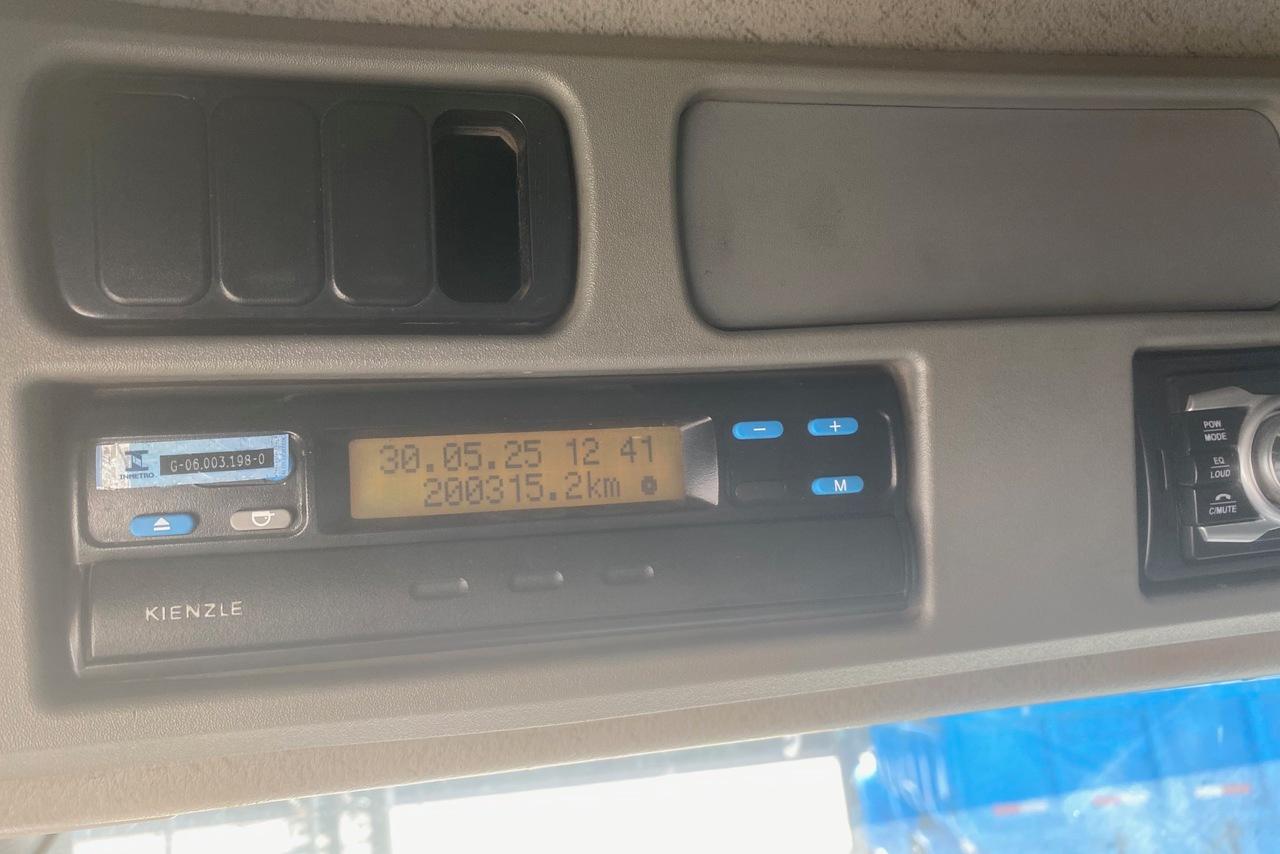 INMETRO
G-06.003.198-0
30.05.25 12 41
200315.2km
− +
M
KIENZLE
POW
MODE
EQ
LOUD
C/MUTE